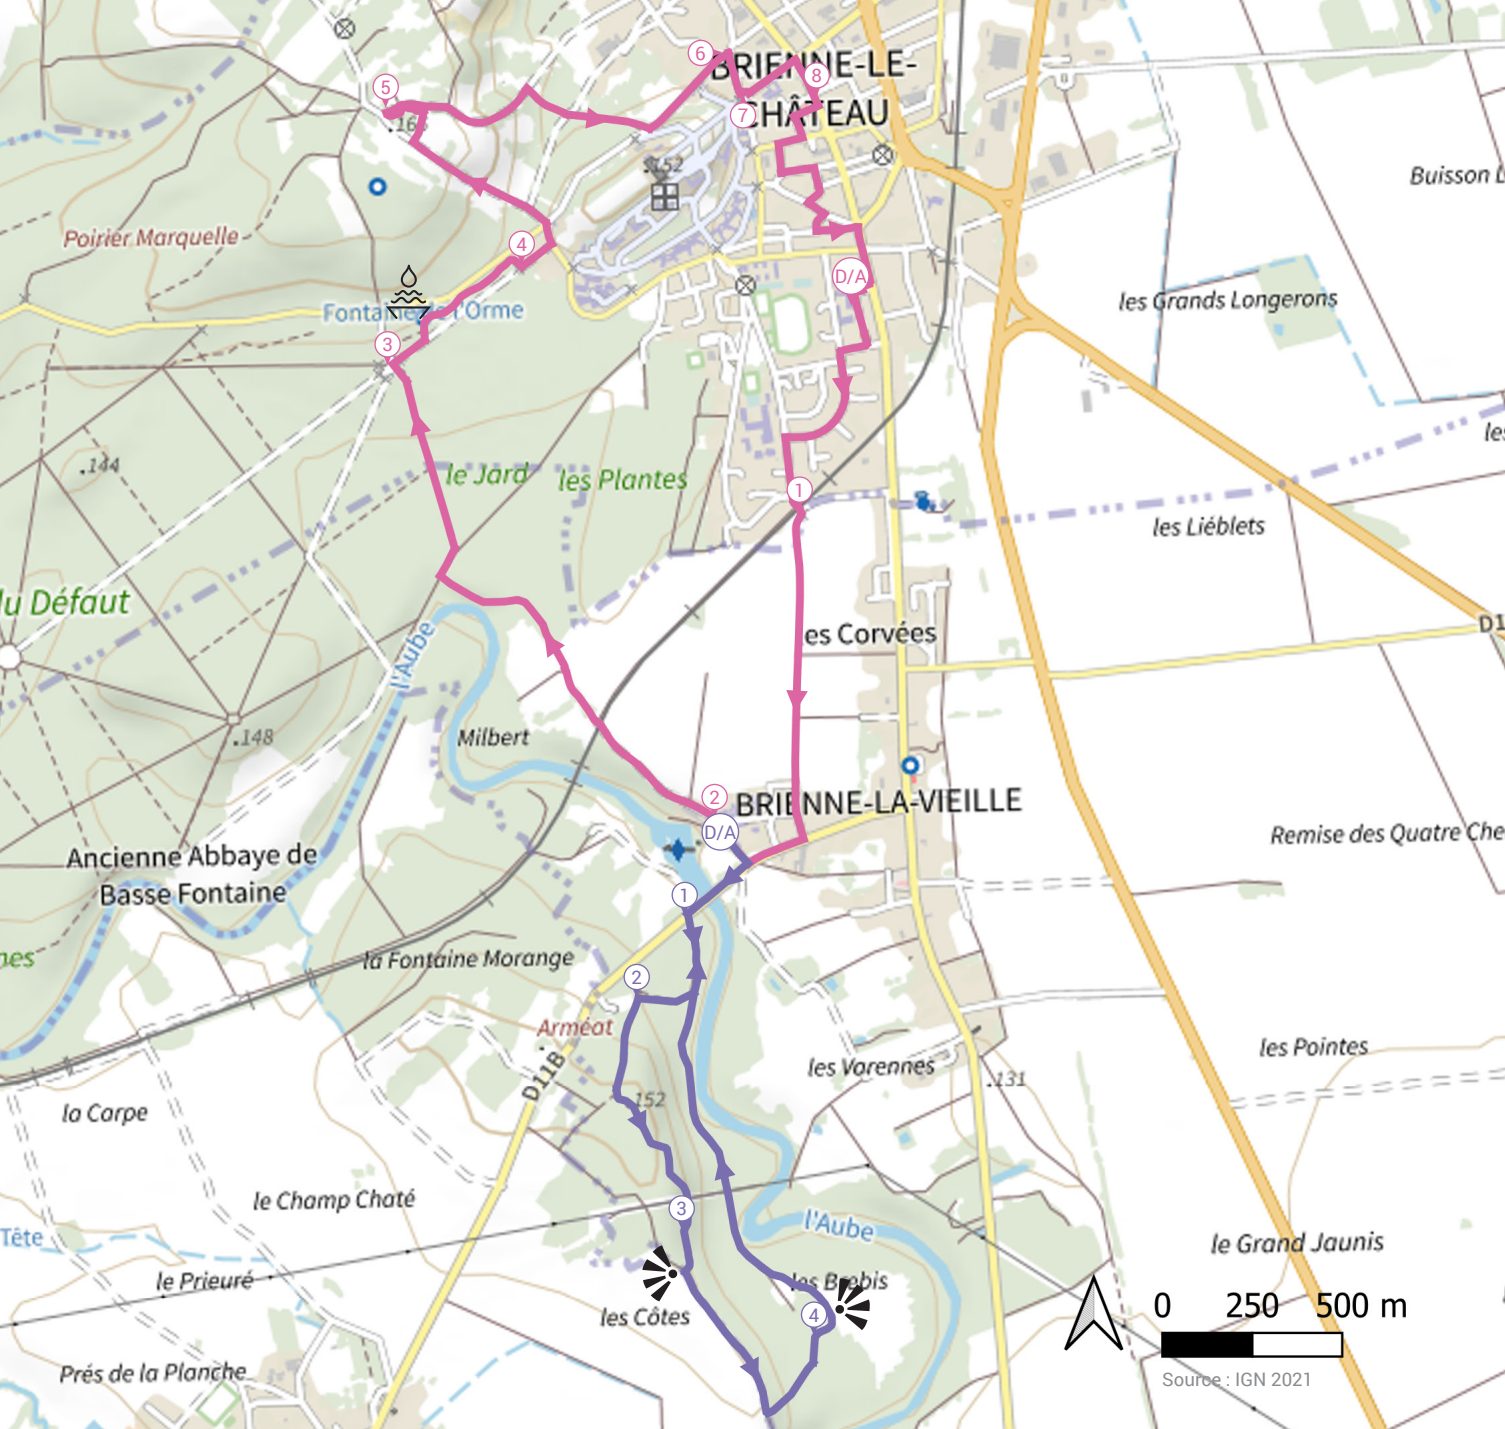 6
BRIENNE-LE-
CHÂTEAU
8
5
7
152
Buisson
Poirier Marquelle
4
D/A
Fontaine de l'Orme
les Grands Longerons
3
.144
le Jard
les Plantes
1
les Liéblets
du Défaut
l'Aube
es Corvées
D1
.148
Milbert
2
BRIENNE-LA-VIEILLE
D/A
Remise des Quatre Che
Ancienne Abbaye de
Basse Fontaine
1
la Fontaine Morange
2
Arméat
D11B
les Varennes
.131
les Pointes
152
la Carpe
le Champ Chaté
3
l'Aube
Tête
le Grand Jaunis
le Prieuré
les Brebis
4
les Côtes
0 250 500 m
Prés de la Planche
Source : IGN 2021